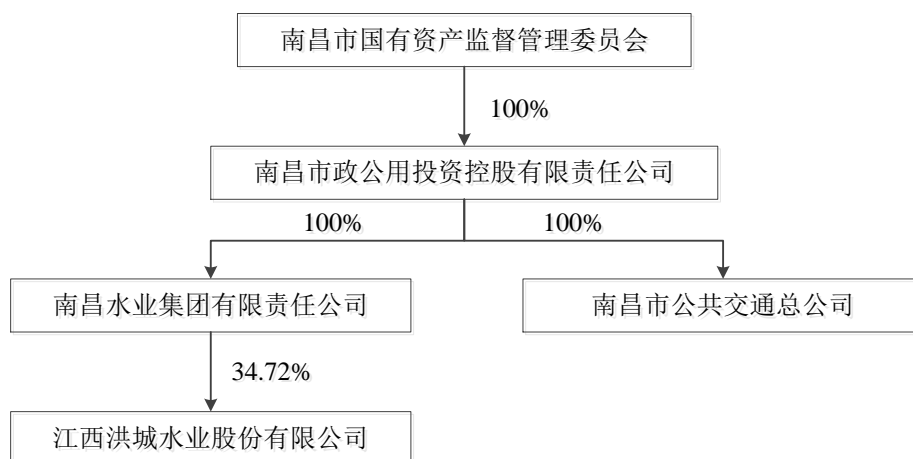 南昌市国有资产监督管理委员会
100%
南昌市政公用投资控股有限责任公司
100%
100%
南昌水业集团有限责任公司
南昌市公共交通总公司
34.72%
江西洪城水业股份有限公司